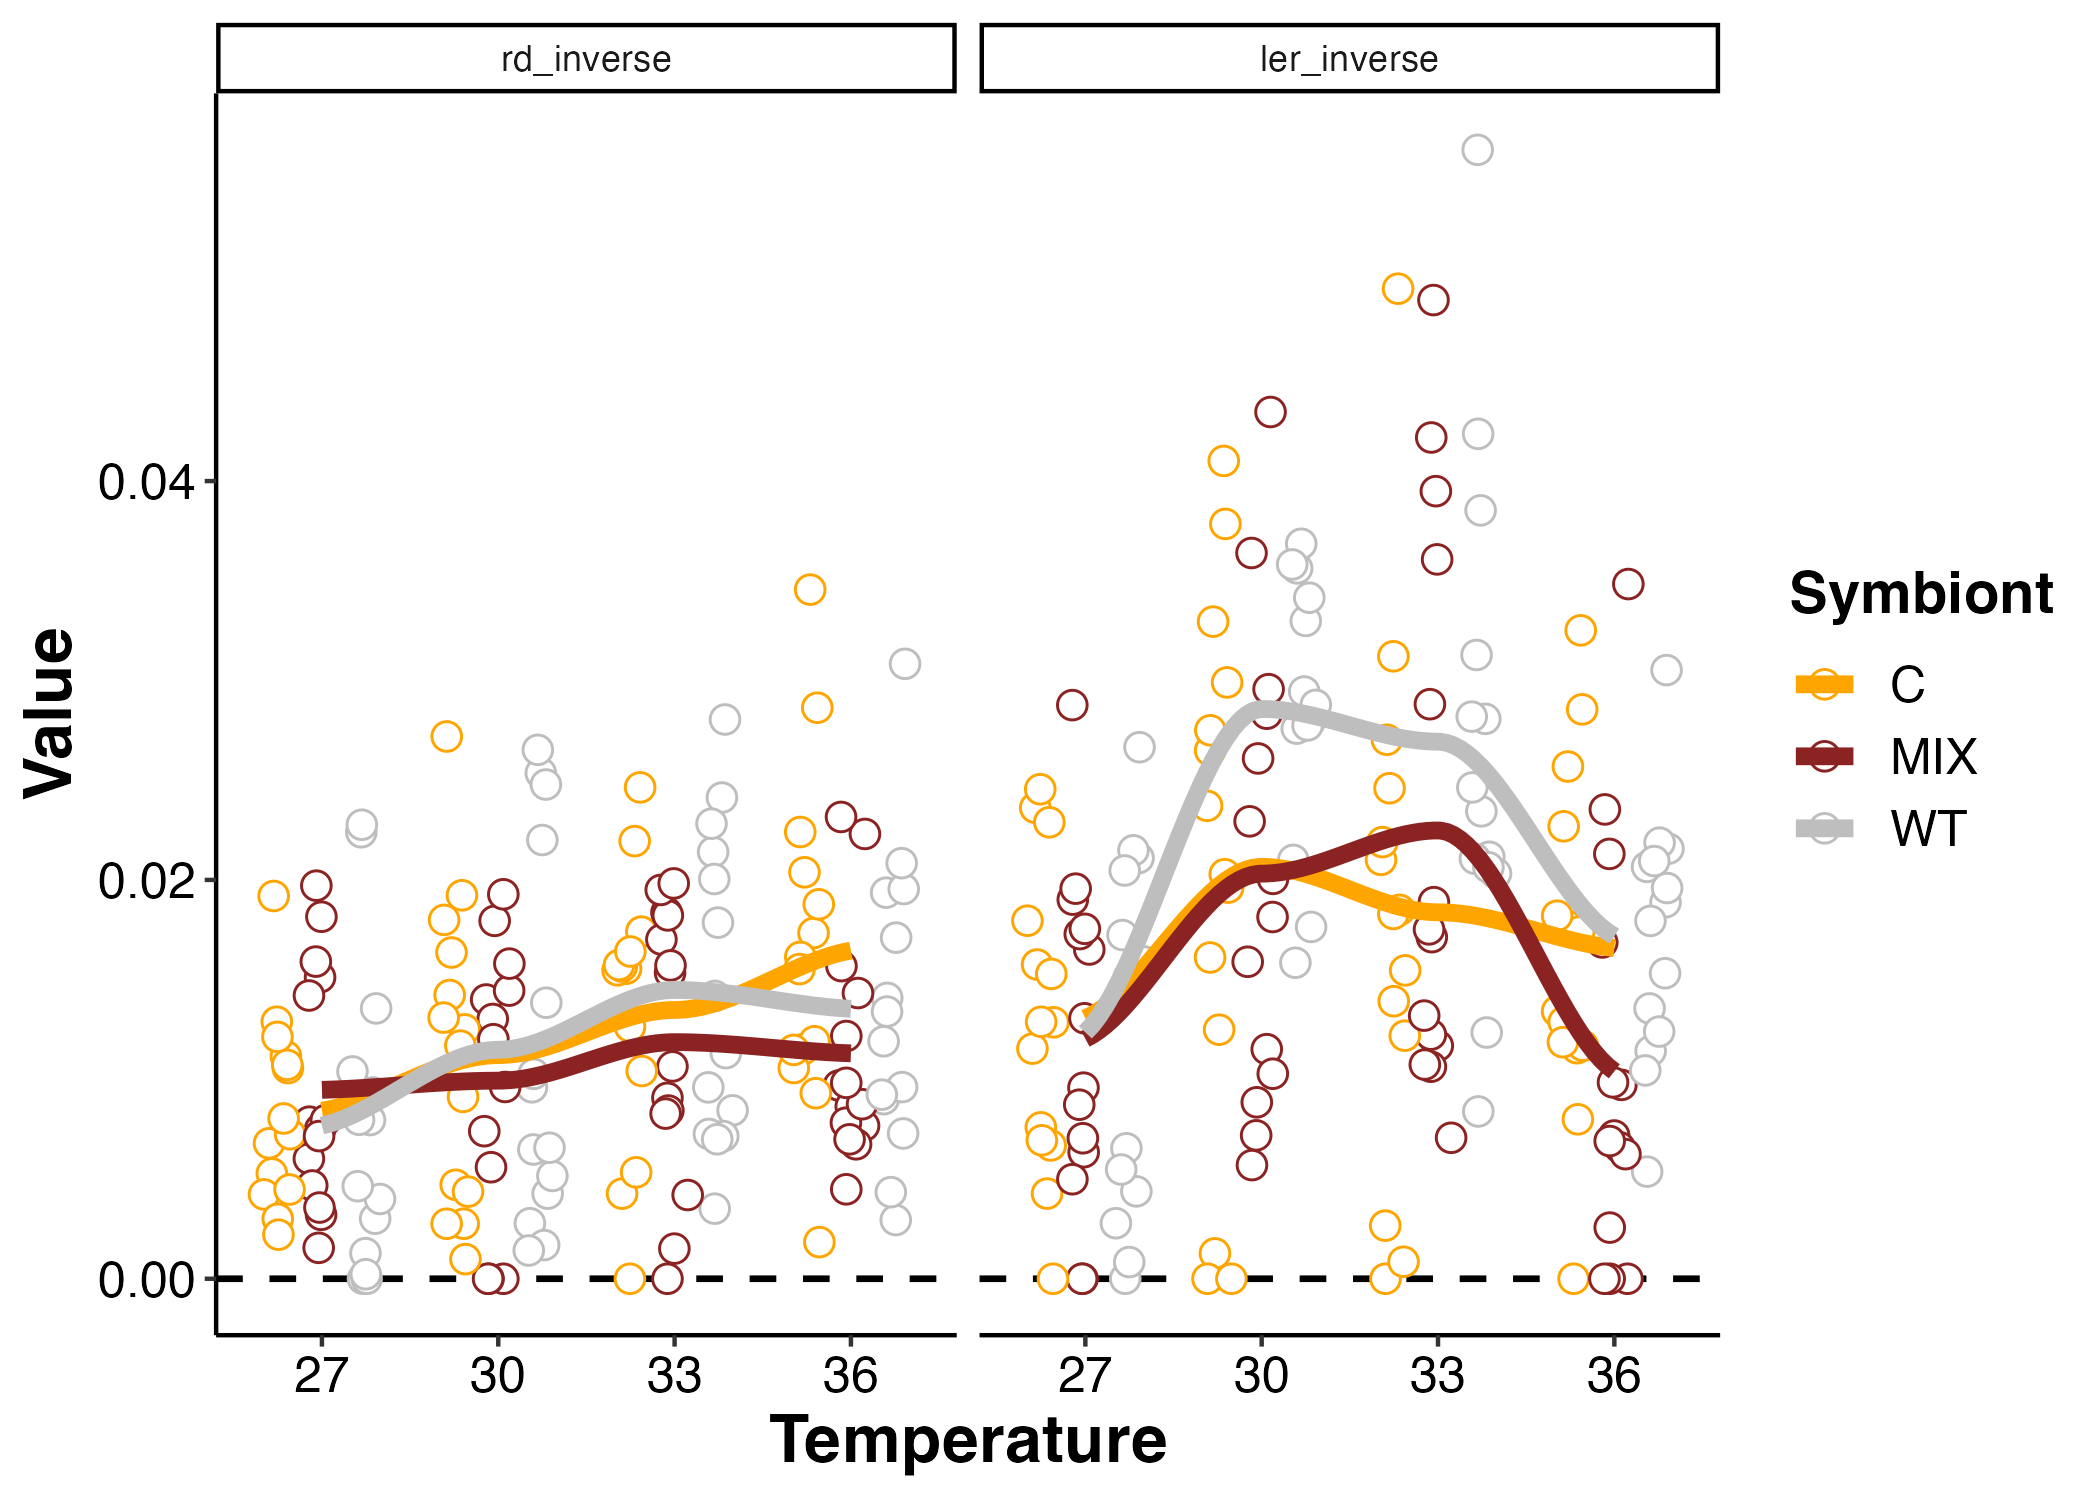 rd_inverse
ler_inverse
Value
0.04
0.02
0.00
27 30 33 36
27 30 33 36
Temperature
Symbiont
C
MIX
WT